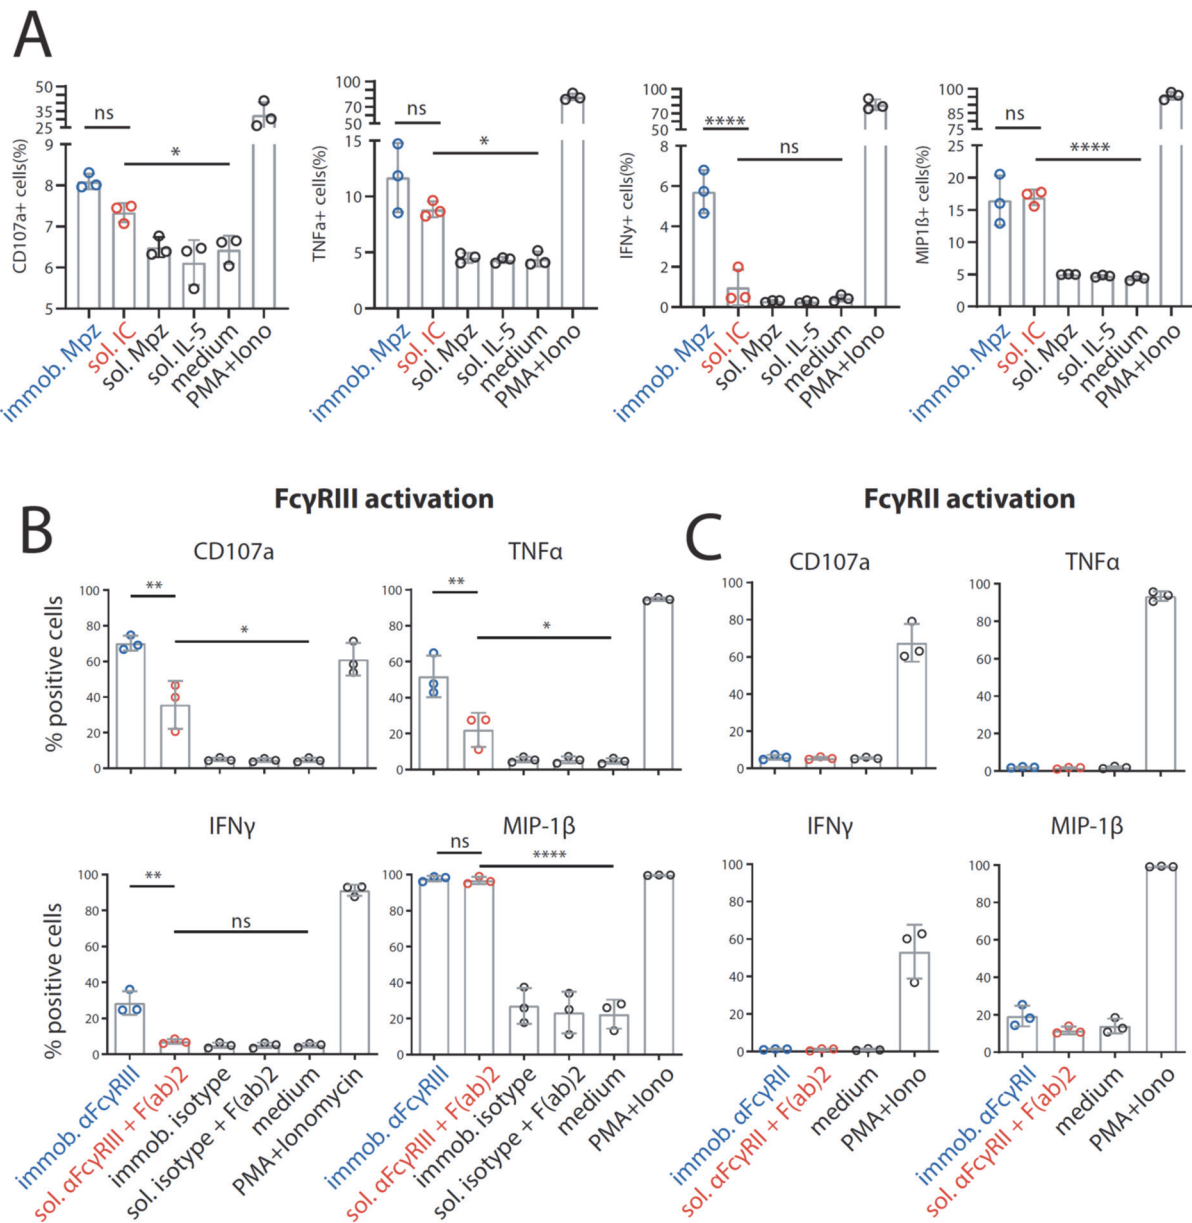 A
50
35
25
9
8
7
6
5
CD107a+ cells(%)
ns
*
immob. Mpz
sol. IC
sol. Mpz
sol. IL-5
medium
PMA+Iono
100
70
50
15
10
5
0
TNFa+ cells(%)
ns
*
immob. Mpz
sol. IC
sol. Mpz
sol. IL-5
medium
PMA+Iono
100
70
50
8
6
4
2
0
IFNy+ cells(%)
****
ns
immob. Mpz
sol. IC
sol. Mpz
sol. IL-5
medium
PMA+Iono
100
85
75
25
20
15
10
5
0
MIP1ß+ cells(%)
ns
****
immob. Mpz
sol. IC
sol. Mpz
sol. IL-5
medium
PMA+Iono
FcγRIII activation
B
CD107a
% positive cells
100
80
60
40
20
0
**
*
TNFα
100
80
60
40
20
0
**
*
IFNγ
% positive cells
100
80
60
40
20
0
**
ns
immob. αFcγRIII
sol. αFcγRIII + F(ab)2
immob. isotype
sol. isotype + F(ab)2
medium
PMA+Ionomycin
MIP-1β
100
80
60
40
20
0
ns
****
immob. αFcγRIII
sol. αFcγRIII + F(ab)2
immob. isotype
sol. isotype + F(ab)2
medium
PMA+Iono
FcγRII activation
C
CD107a
100
80
60
40
20
0
TNFα
100
80
60
40
20
0
IFNγ
100
80
60
40
20
0
immob. αFcγRII
sol. αFcγRII + F(ab)2
medium
PMA+Iono
MIP-1β
100
80
60
40
20
0
immob. αFcγRII
sol. αFcγRII + F(ab)2
medium
PMA+Iono